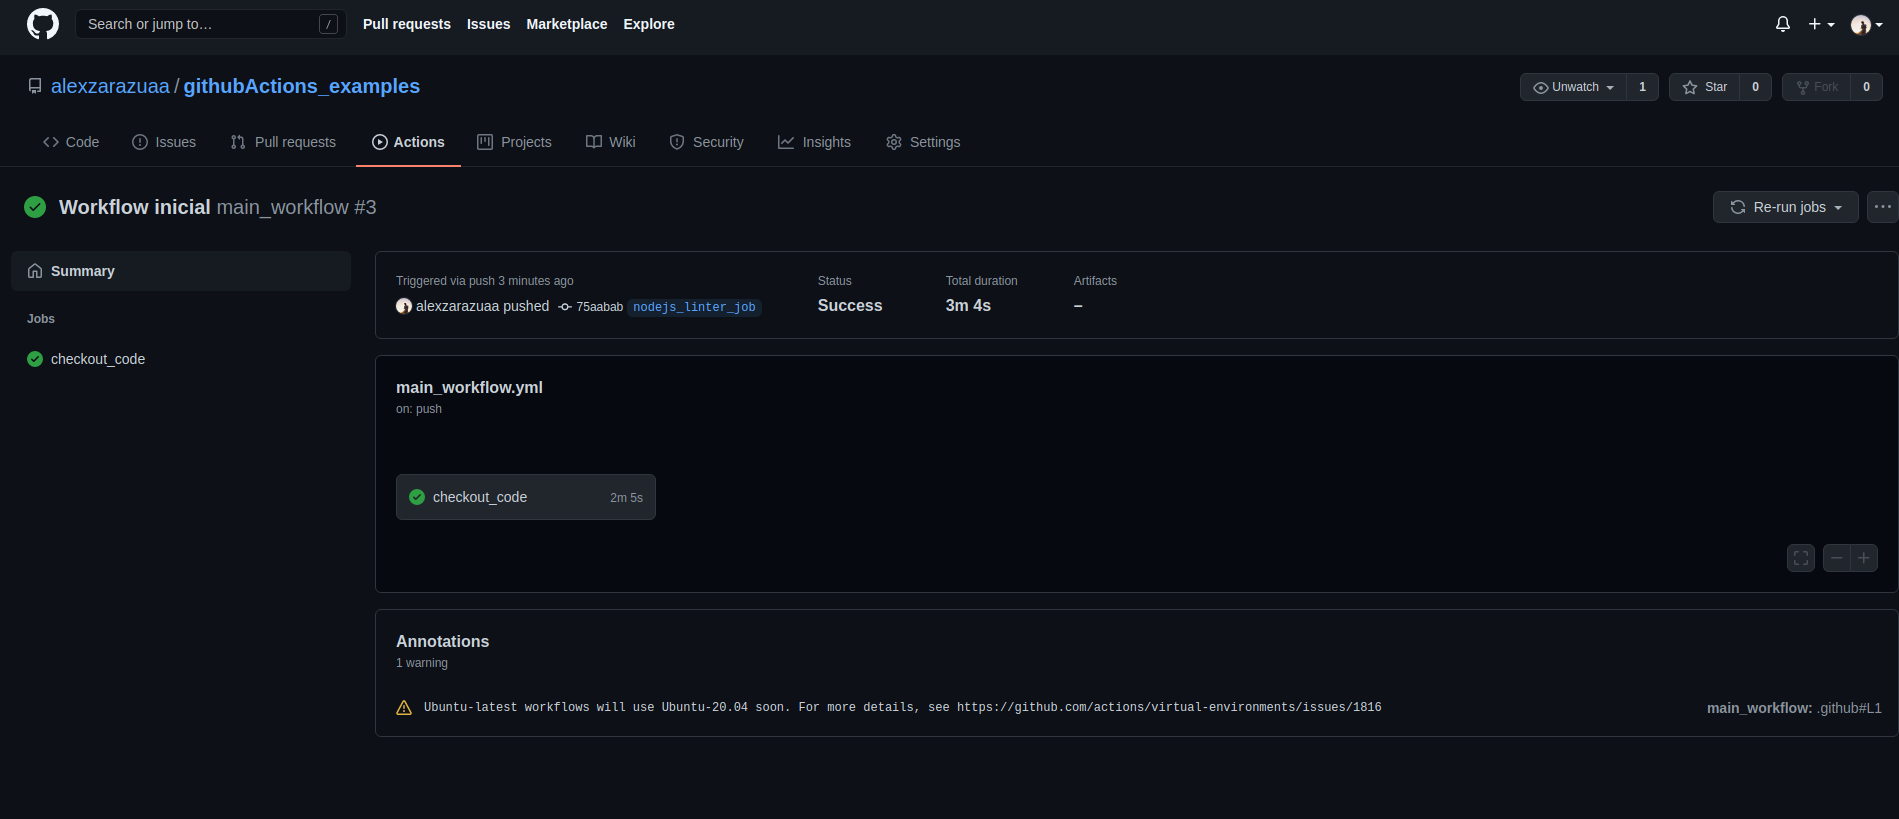 Search or jump to… /
Pull requests Issues Marketplace Explore
alexzarazuaa / githubActions_examples
Unwatch 1 Star 0 Fork 0
Code Issues Pull requests Actions Projects Wiki Security Insights Settings
Workflow inicial main_workflow #3
Re-run jobs
Summary
Jobs
checkout_code
Triggered via push 3 minutes ago
alexzarazuaa pushed 75aabab nodejs_linter_job
Status
Success
Total duration
3m 4s
Artifacts
–
main_workflow.yml
on: push
checkout_code 2m 5s
Annotations
1 warning
Ubuntu-latest workflows will use Ubuntu-20.04 soon. For more details, see https://github.com/actions/virtual-environments/issues/1816
main_workflow: .github#L1